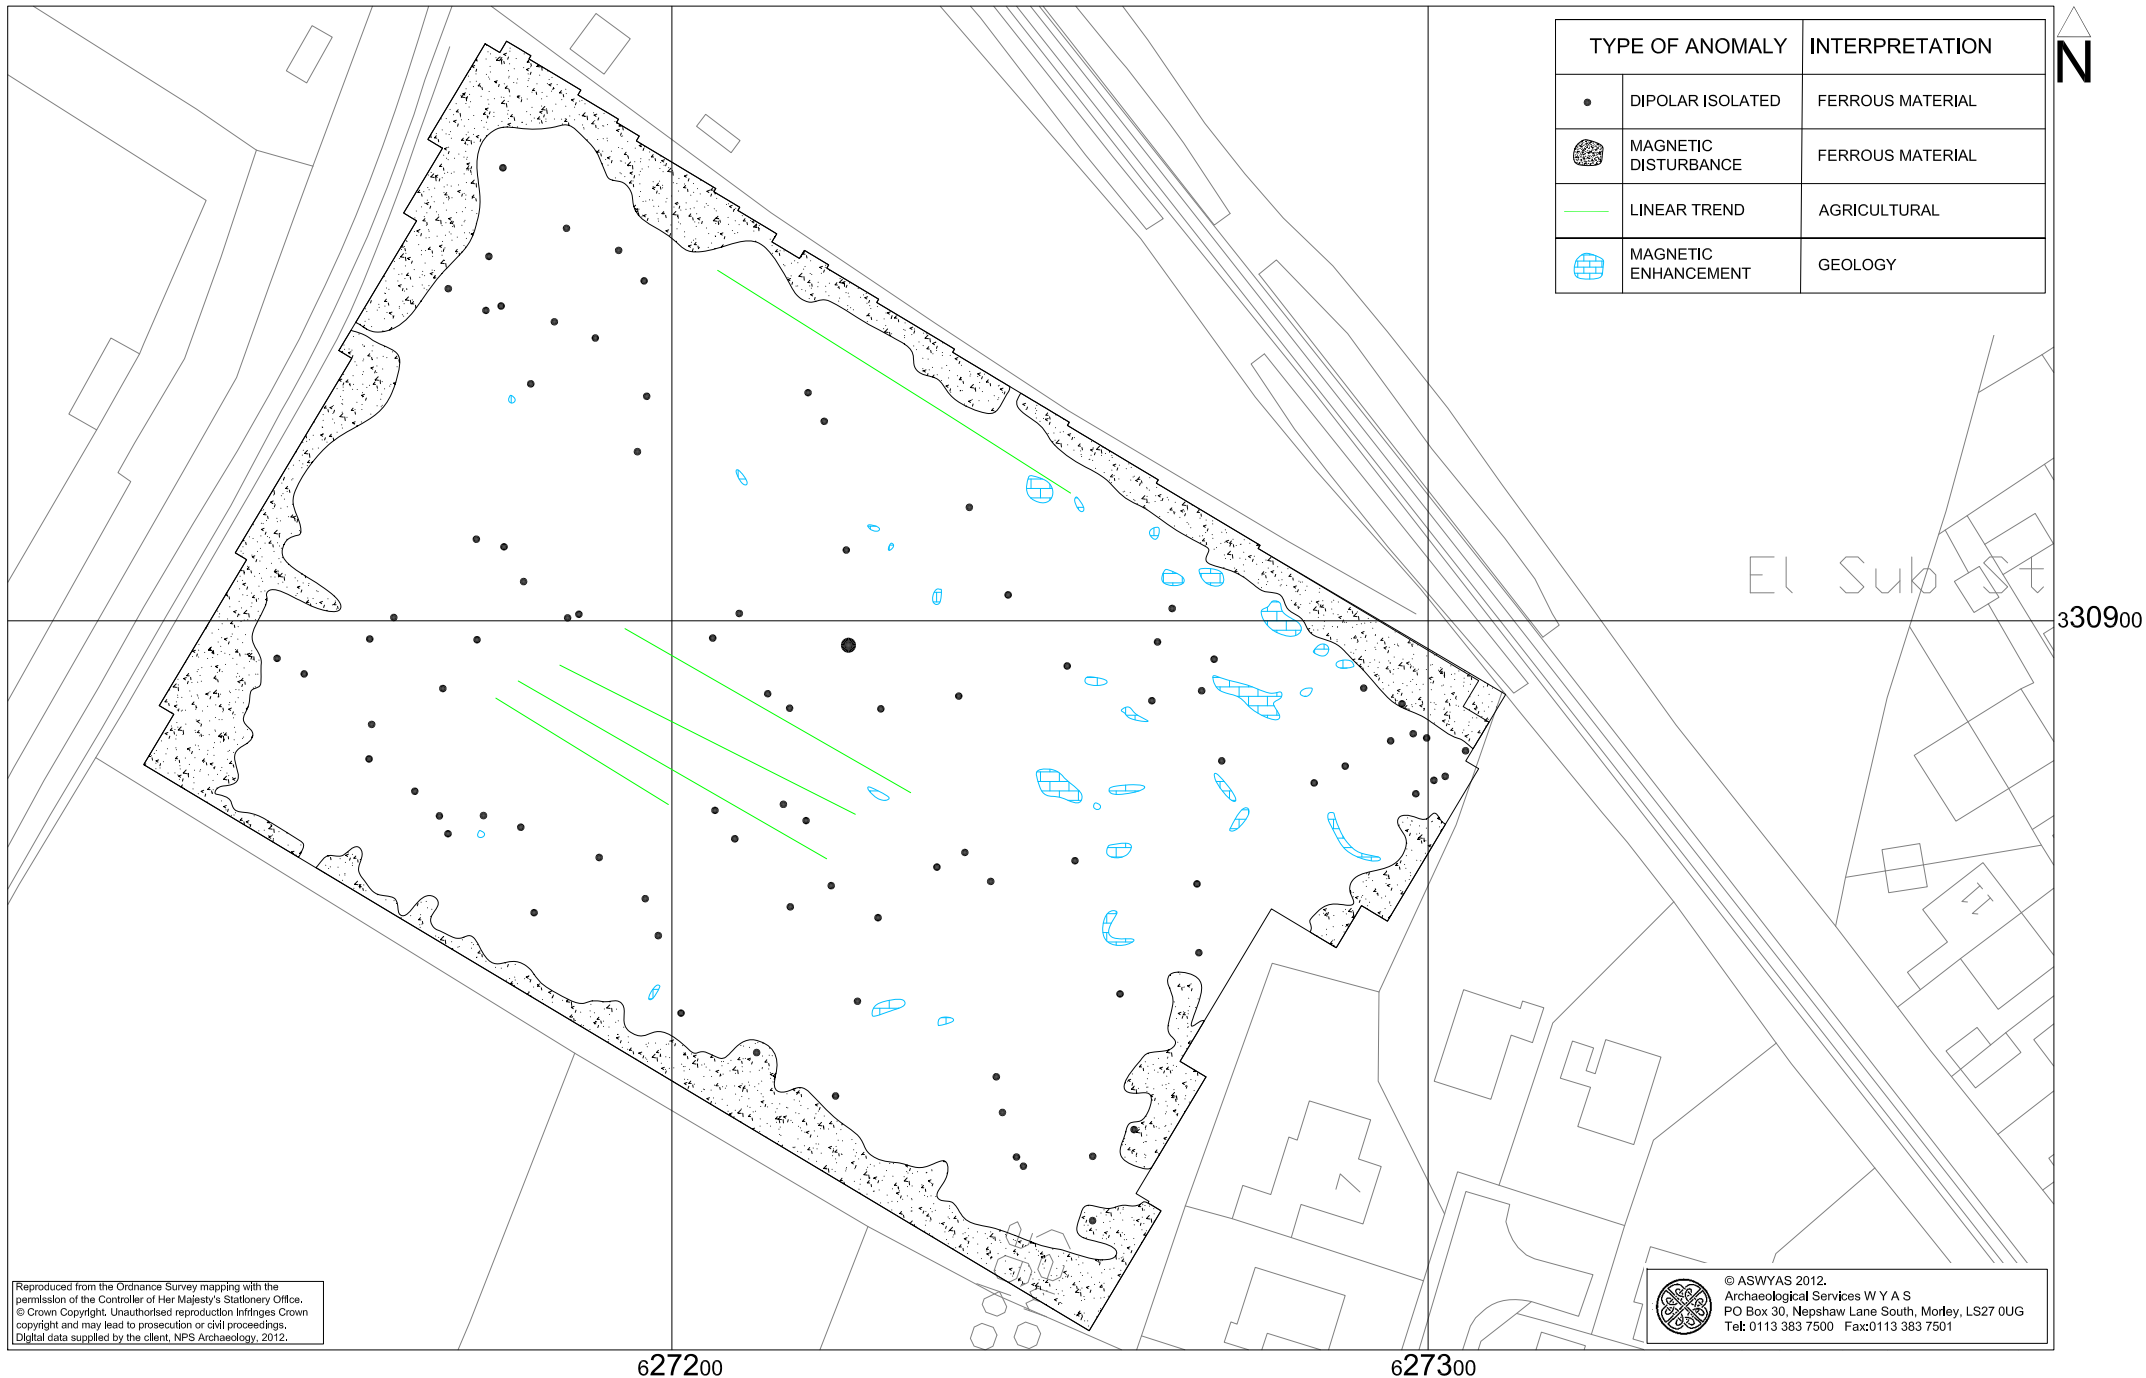 TYPE OF ANOMALY INTERPRETATION
N
DIPOLAR ISOLATED FERROUS MATERIAL
MAGNETIC
DISTURBANCE
FERROUS MATERIAL
LINEAR TREND AGRICULTURAL
MAGNETIC
ENHANCEMENT
GEOLOGY
El Sub St
330900
11
7
Reproduced from the Ordnance Survey mapping with the
permission of the Controller of Her Majesty's Stationery Office.
© Crown Copyright. Unauthorised reproduction infringes Crown
copyright and may lead to prosecution or civil proceedings.
Digital data supplied by the client, NPS Archaeology, 2012.
© ASWYAS 2012.
Archaeological Services W Y A S
PO Box 30, Nepshaw Lane South, Morley, LS27 0UG
Tel: 0113 383 7500 Fax:0113 383 7501
627200
627300